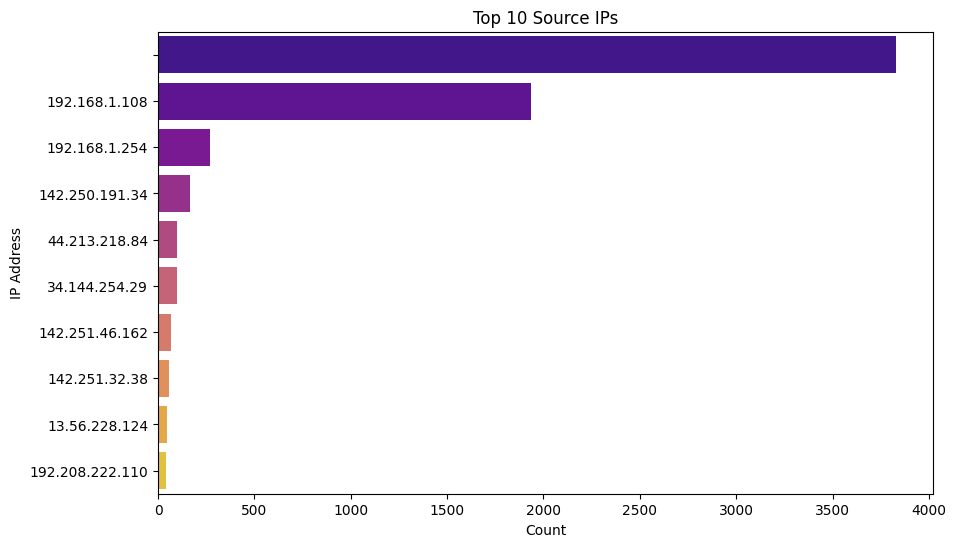 Top 10 Source IPs
192.168.1.108
192.168.1.254
142.250.191.34
44.213.218.84
34.144.254.29
142.251.46.162
142.251.32.38
13.56.228.124
192.208.222.110
IP Address
0 500 1000 1500 2000 2500 3000 3500 4000
Count